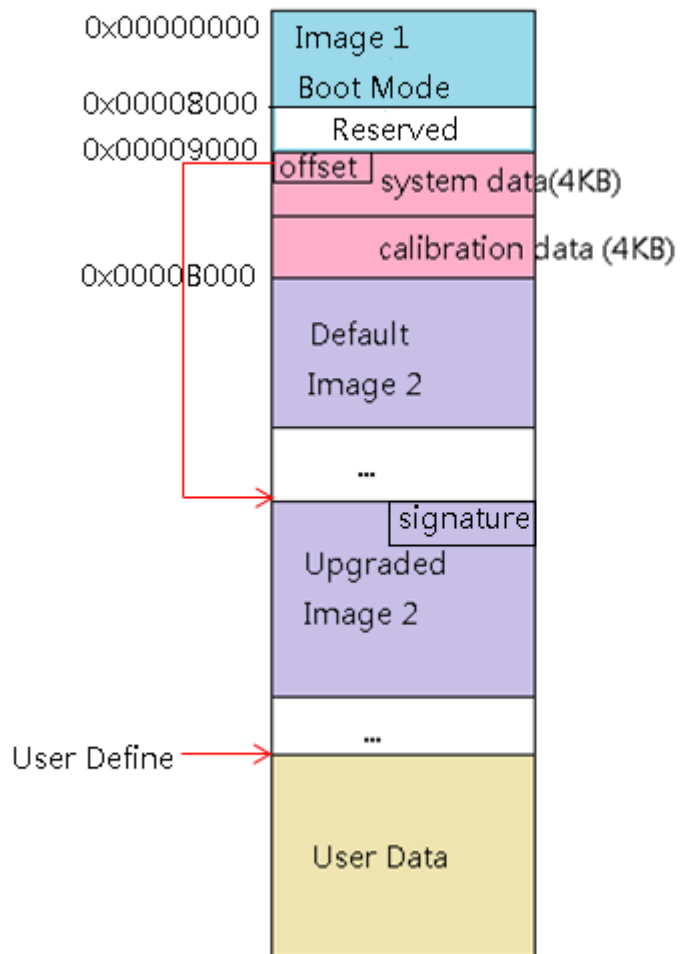 0x00000000
Image 1
Boot Mode
0x00008000
Reserved
0x00009000
offset
system data(4KB)
calibration data (4KB)
0x0000B000
Default
Image 2
...
signature
Upgraded
Image 2
...
User Define
User Data